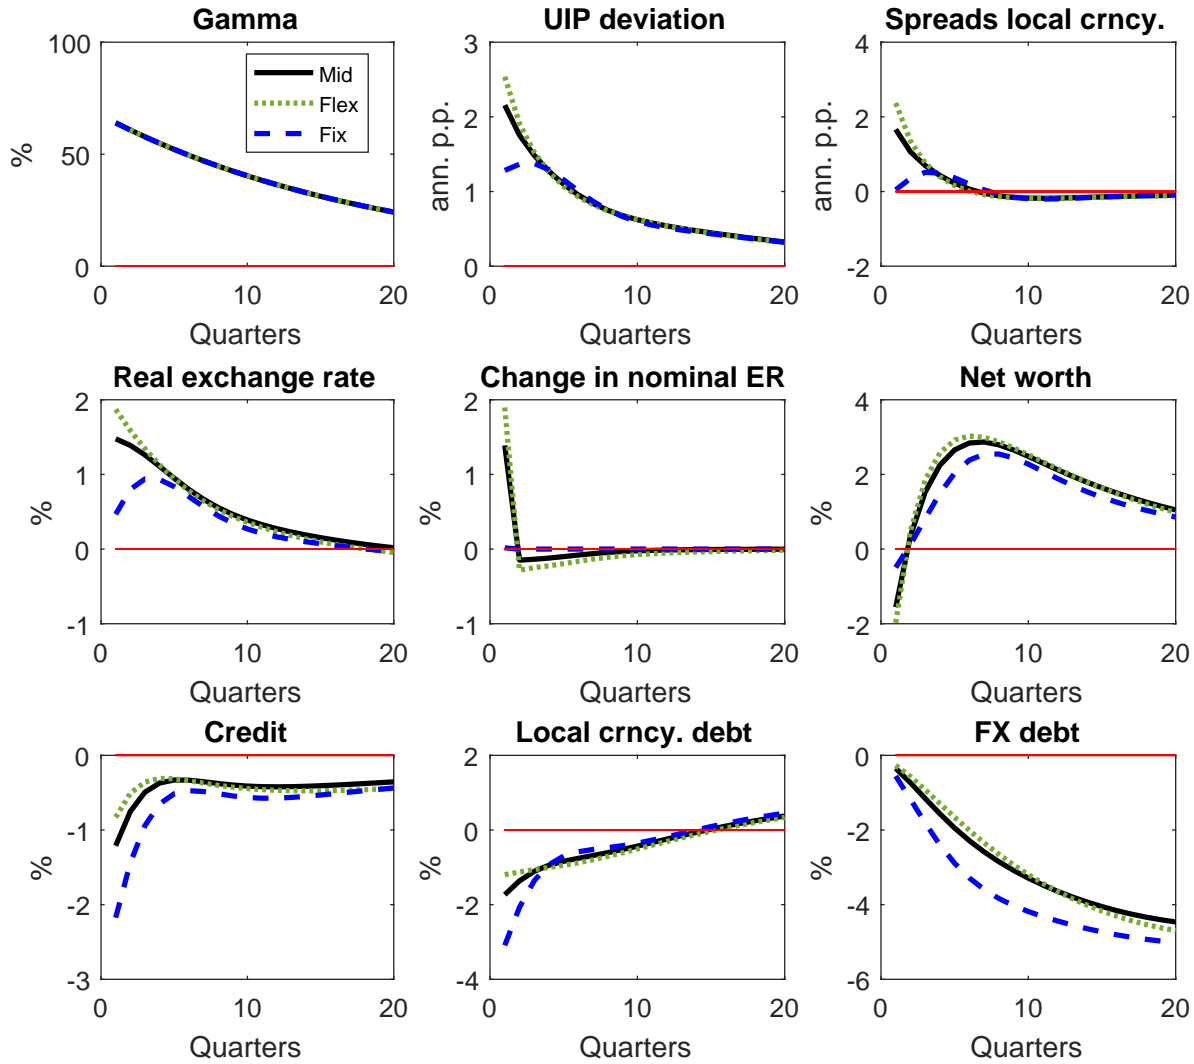 Gamma
100
50
0
%
Mid
Flex
Fix
0 10 20
Quarters
UIP deviation
3
2
1
0
ann. p.p.
0 10 20
Quarters
Spreads local crncy.
4
2
0
-2
ann. p.p.
0 10 20
Quarters
Real exchange rate
2
1
0
-1
%
0 10 20
Quarters
Change in nominal ER
2
1
0
-1
%
0 10 20
Quarters
Net worth
4
2
0
-2
%
0 10 20
Quarters
Credit
0
-1
-2
-3
%
0 10 20
Quarters
Local crncy. debt
2
0
-2
-4
%
0 10 20
Quarters
FX debt
0
-2
-4
-6
%
0 10 20
Quarters